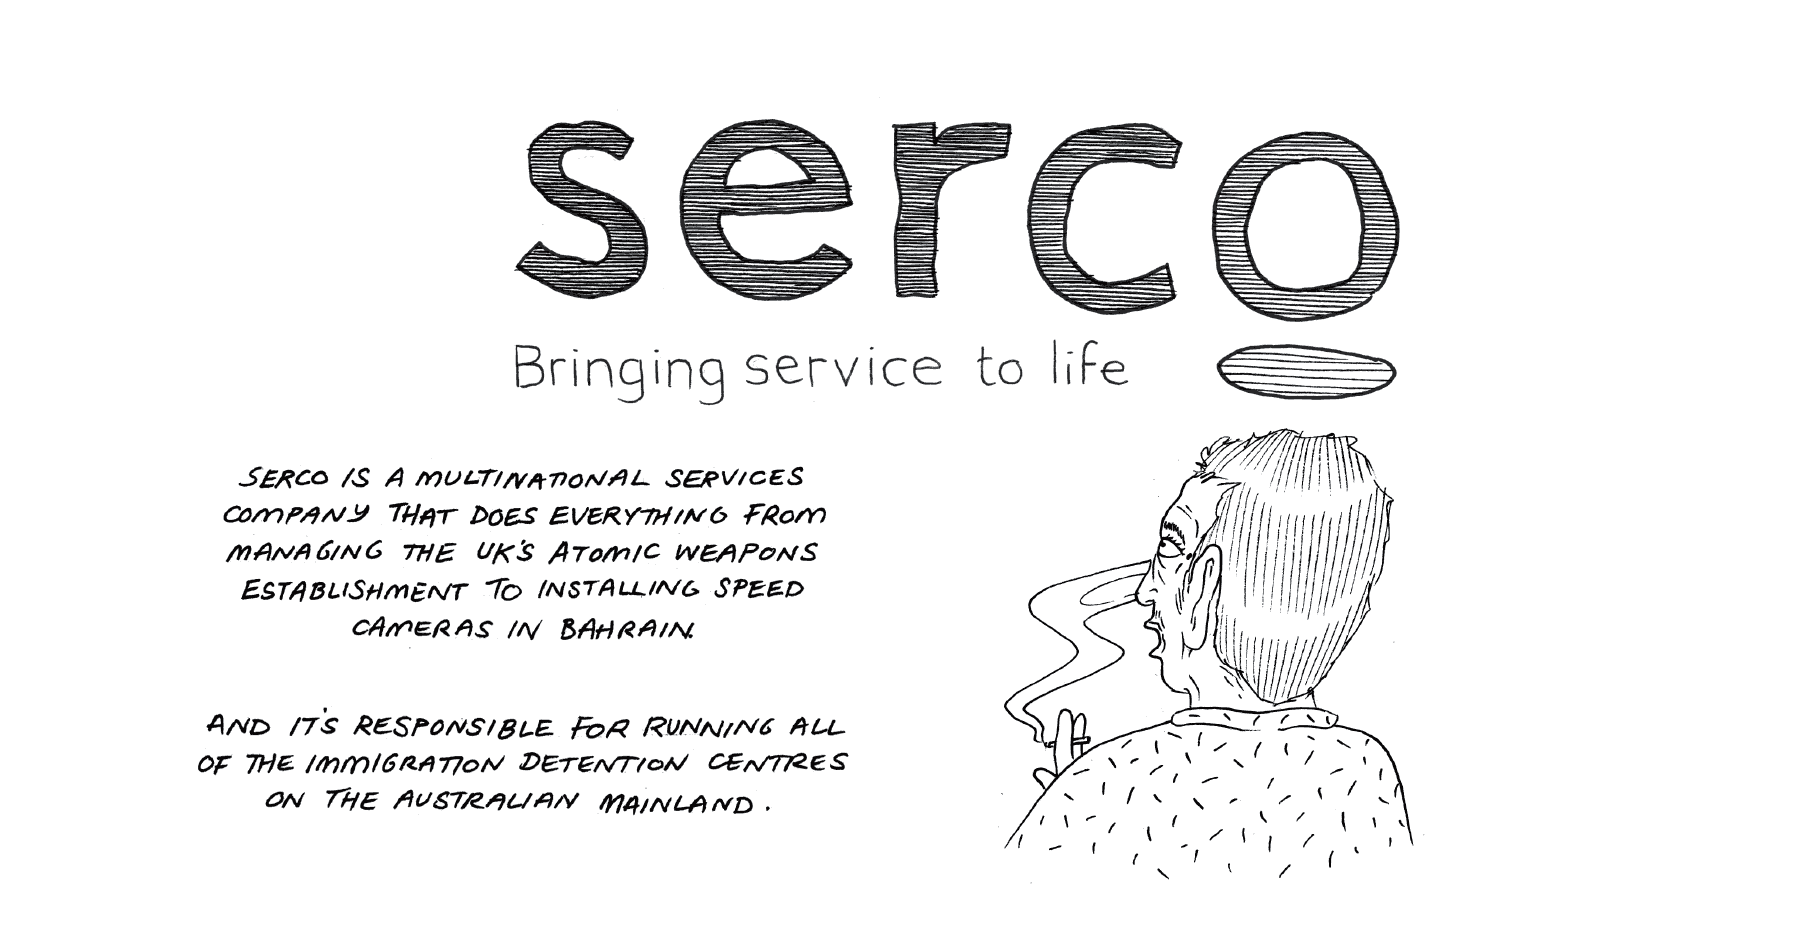 serco
Bringing service to life
SERCO IS A MULTINATIONAL SERVICES
COMPANY THAT DOES EVERYTHING FROM
MANAGING THE UK'S ATOMIC WEAPONS
ESTABLISHMENT TO INSTALLING SPEED
CAMERAS IN BAHRAIN.
AND IT'S RESPONSIBLE FOR RUNNING ALL
OF THE IMMIGRATION DETENTION CENTRES
ON THE AUSTRALIAN MAINLAND.